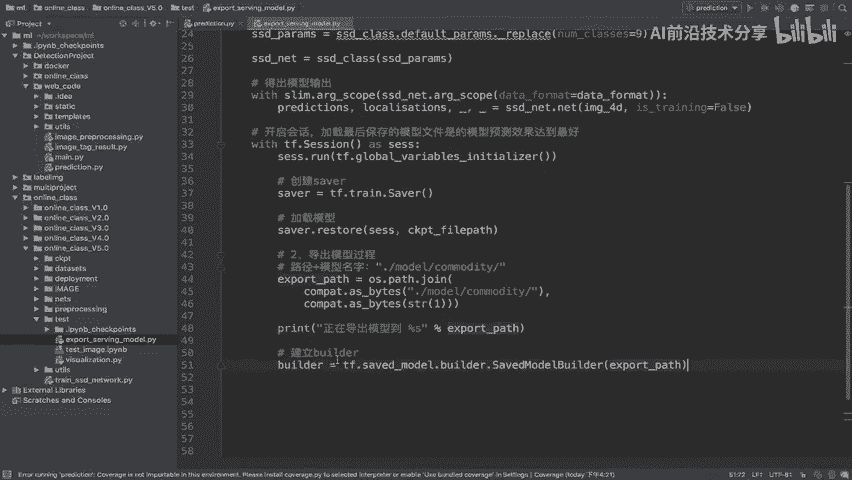 ml
online_class
online_class_V5.0
test
export_serving_model.py
prediction
Project
prediction.py
export_serving_model.py
AI前沿技术分享
bilibili
ml ~/workspace/ml
.ipynb_checkpoints
DetectionProject
docker
online_class
web_code
.idea
static
templates
utils
image_preprocessing.py
image_tag_result.py
main.py
prediction.py
labelimg
multiproject
online_class
online_class_V1.0
online_class_V2.0
online_class_V3.0
online_class_V4.0
online_class_V5.0
ckpt
datasets
deployment
IMAGE
nets
preprocessing
test
.ipynb_checkpoints
export_serving_model.py
test_image.ipynb
visualization.py
utils
train_ssd_network.py
External Libraries
Scratches and Consoles
24 ssd_params = ssd_class.default_params._replace(num_classes=9)
25
26 ssd_net = ssd_class(ssd_params)
27
28 # 得出模型输出
29 with slim.arg_scope(ssd_net.arg_scope(data_format=data_format)):
30 predictions, localisations, _, _ = ssd_net.net(img_4d, is_training=False)
31
32 # 开启会话，加载最后保存的模型文件是的模型预测效果达到最好
33 with tf.Session() as sess:
34 sess.run(tf.global_variables_initializer())
35
36 # 创建saver
37 saver = tf.train.Saver()
38
39 # 加载模型
40 saver.restore(sess, ckpt_filepath)
41
42 # 2、导出模型过程
43 # 路径+模型名字："./model/commodity/"
44 export_path = os.path.join(
45 compat.as_bytes("./model/commodity/"),
46 compat.as_bytes(str(1)))
47
48 print("正在导出模型到 %s" % export_path)
49
50 # 建立builder
51 builder = tf.saved_model.builder.SavedModelBuilder(export_path)
52
53
54
55
56
57
58
Error running 'prediction': Coverage is not importable in this environment. Please install coverage.py to selected interpreter or enable 'Use bundled coverage' in Settings | Coverage (today 下午4:21)
51:72 LF÷ UTF-8÷